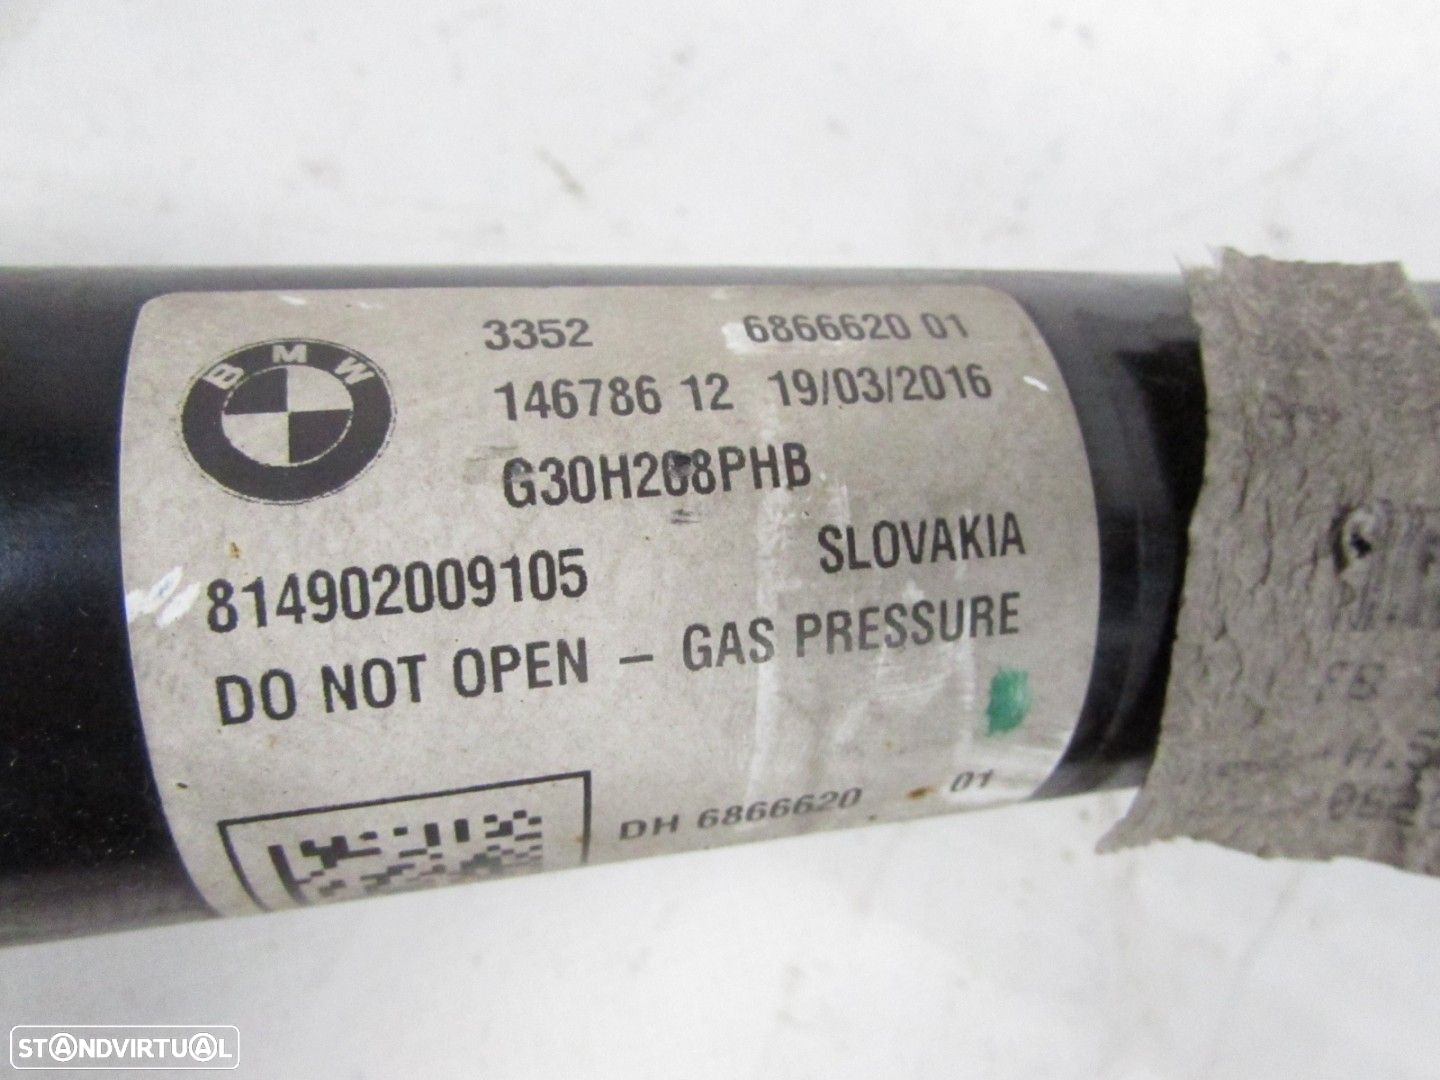 BMW
3352 6866620 01
146786 12 19/03/2016
G30H268PHB
814902009105 SLOVAKIA
DO NOT OPEN – GAS PRESSURE
DH 6866620 01
STANDVIRTUAL